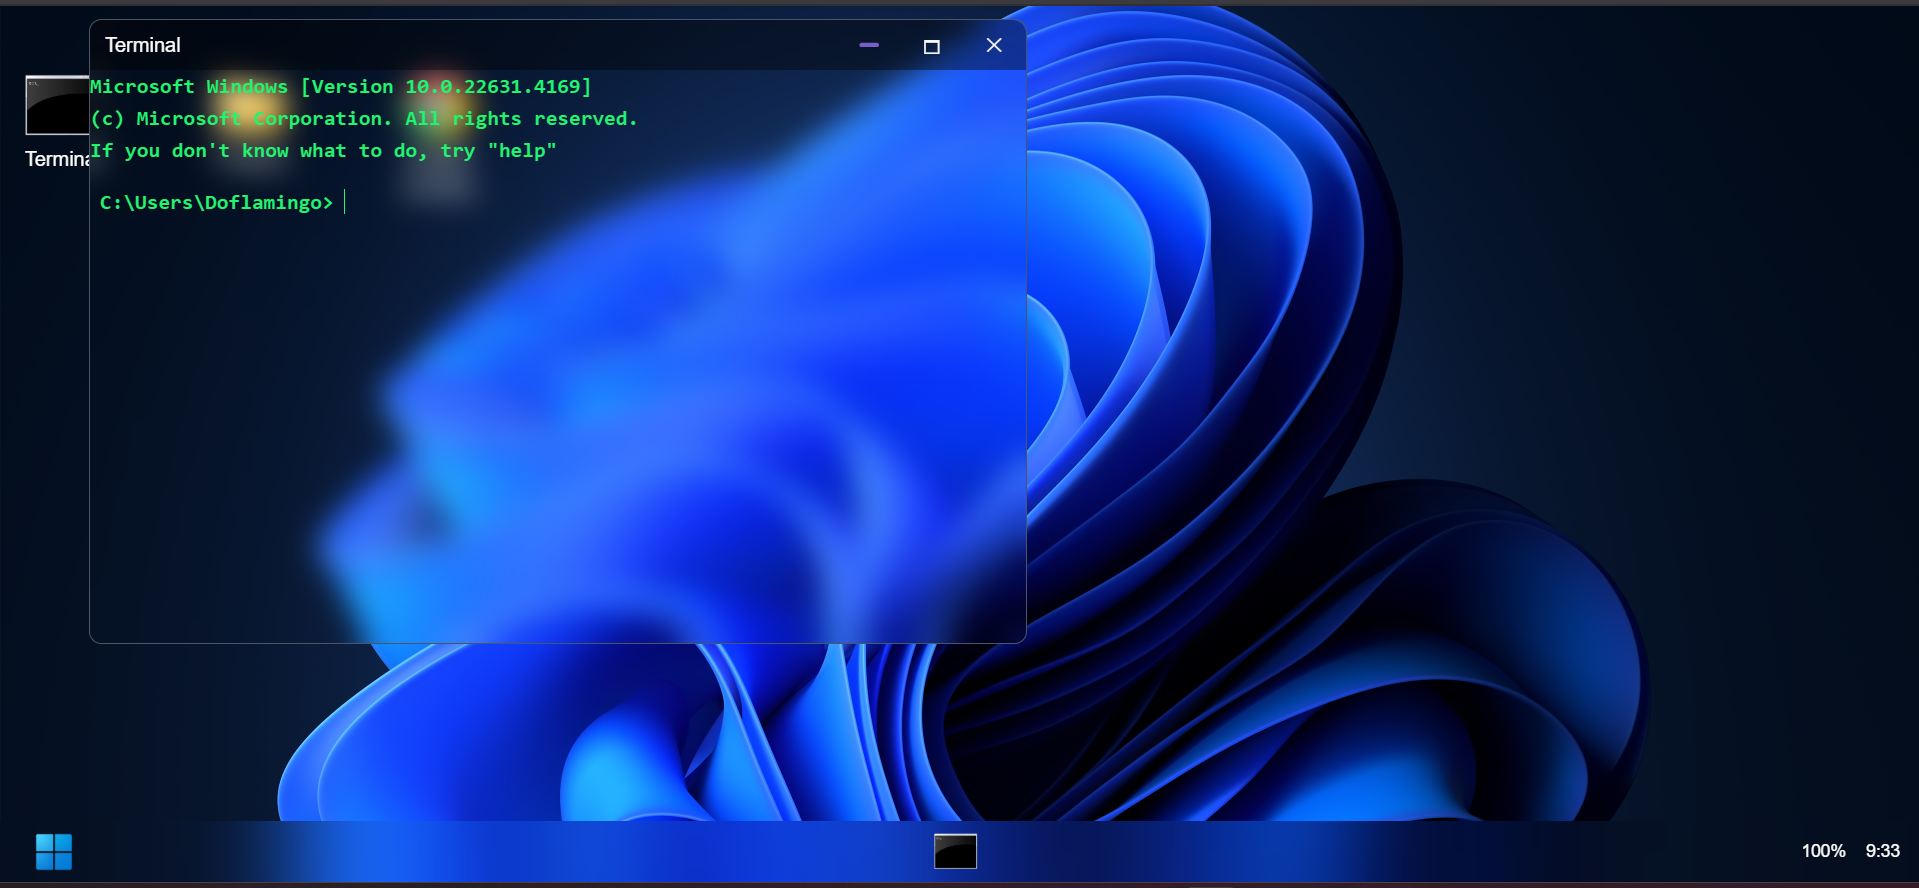 Terminal
Microsoft Windows [Version 10.0.22631.4169]
(c) Microsoft Corporation. All rights reserved.
If you don't know what to do, try "help"
Termina
C:\Users\Doflamingo>
100% 9:33